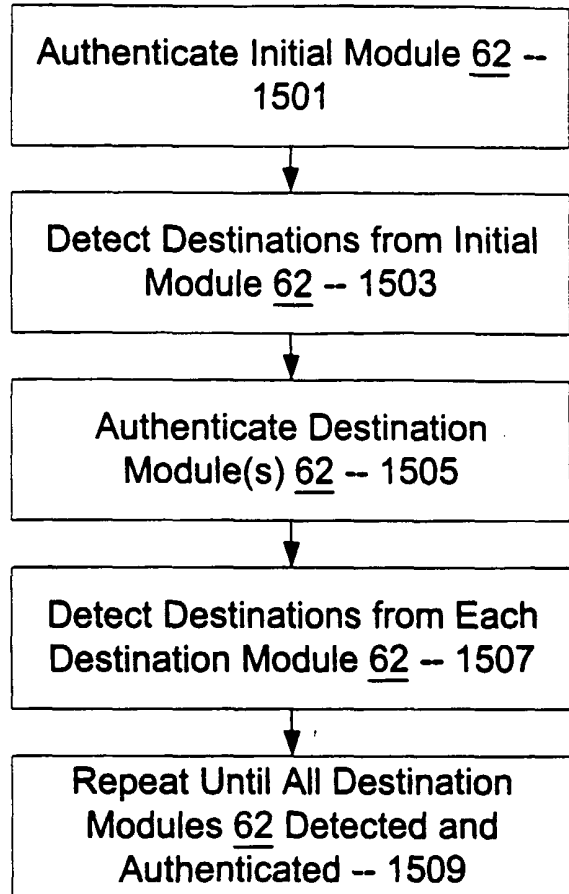 Authenticate Initial Module 62 --
1501
Detect Destinations from Initial
Module 62 -- 1503
Authenticate Destination
Module(s) 62 -- 1505
Detect Destinations from Each
Destination Module 62 -- 1507
Repeat Until All Destination
Modules 62 Detected and
Authenticated -- 1509